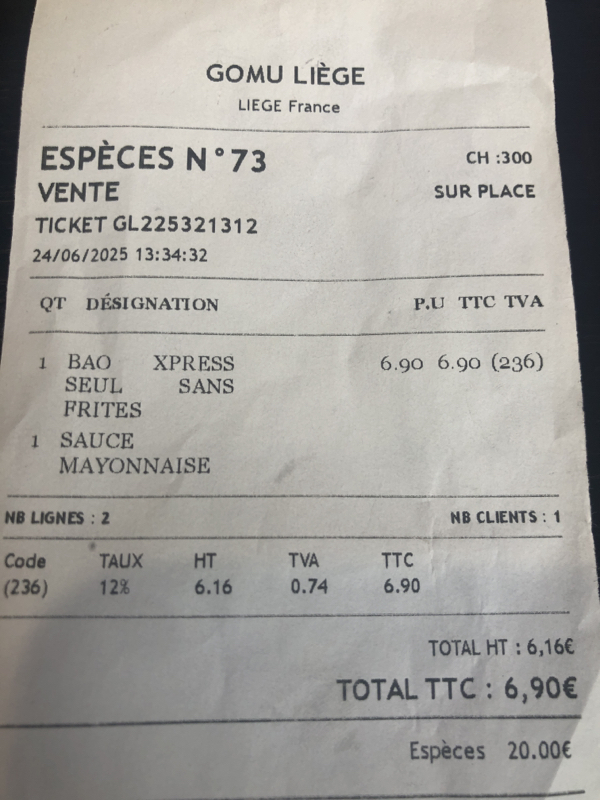 GOMU LIÈGE
LIEGE France
ESPÈCES N°73 CH :300
VENTE SUR PLACE
TICKET GL225321312
24/06/2025 13:34:32
QT DÉSIGNATION P.U TTC TVA
1 BAO XPRESS 6.90 6.90 (236)
SEUL SANS
FRITES
1 SAUCE
MAYONNAISE
NB LIGNES : 2 NB CLIENTS : 1
Code TAUX HT TVA TTC
(236) 12% 6.16 0.74 6.90
TOTAL HT : 6,16€
TOTAL TTC : 6,90€
Espèces 20.00€